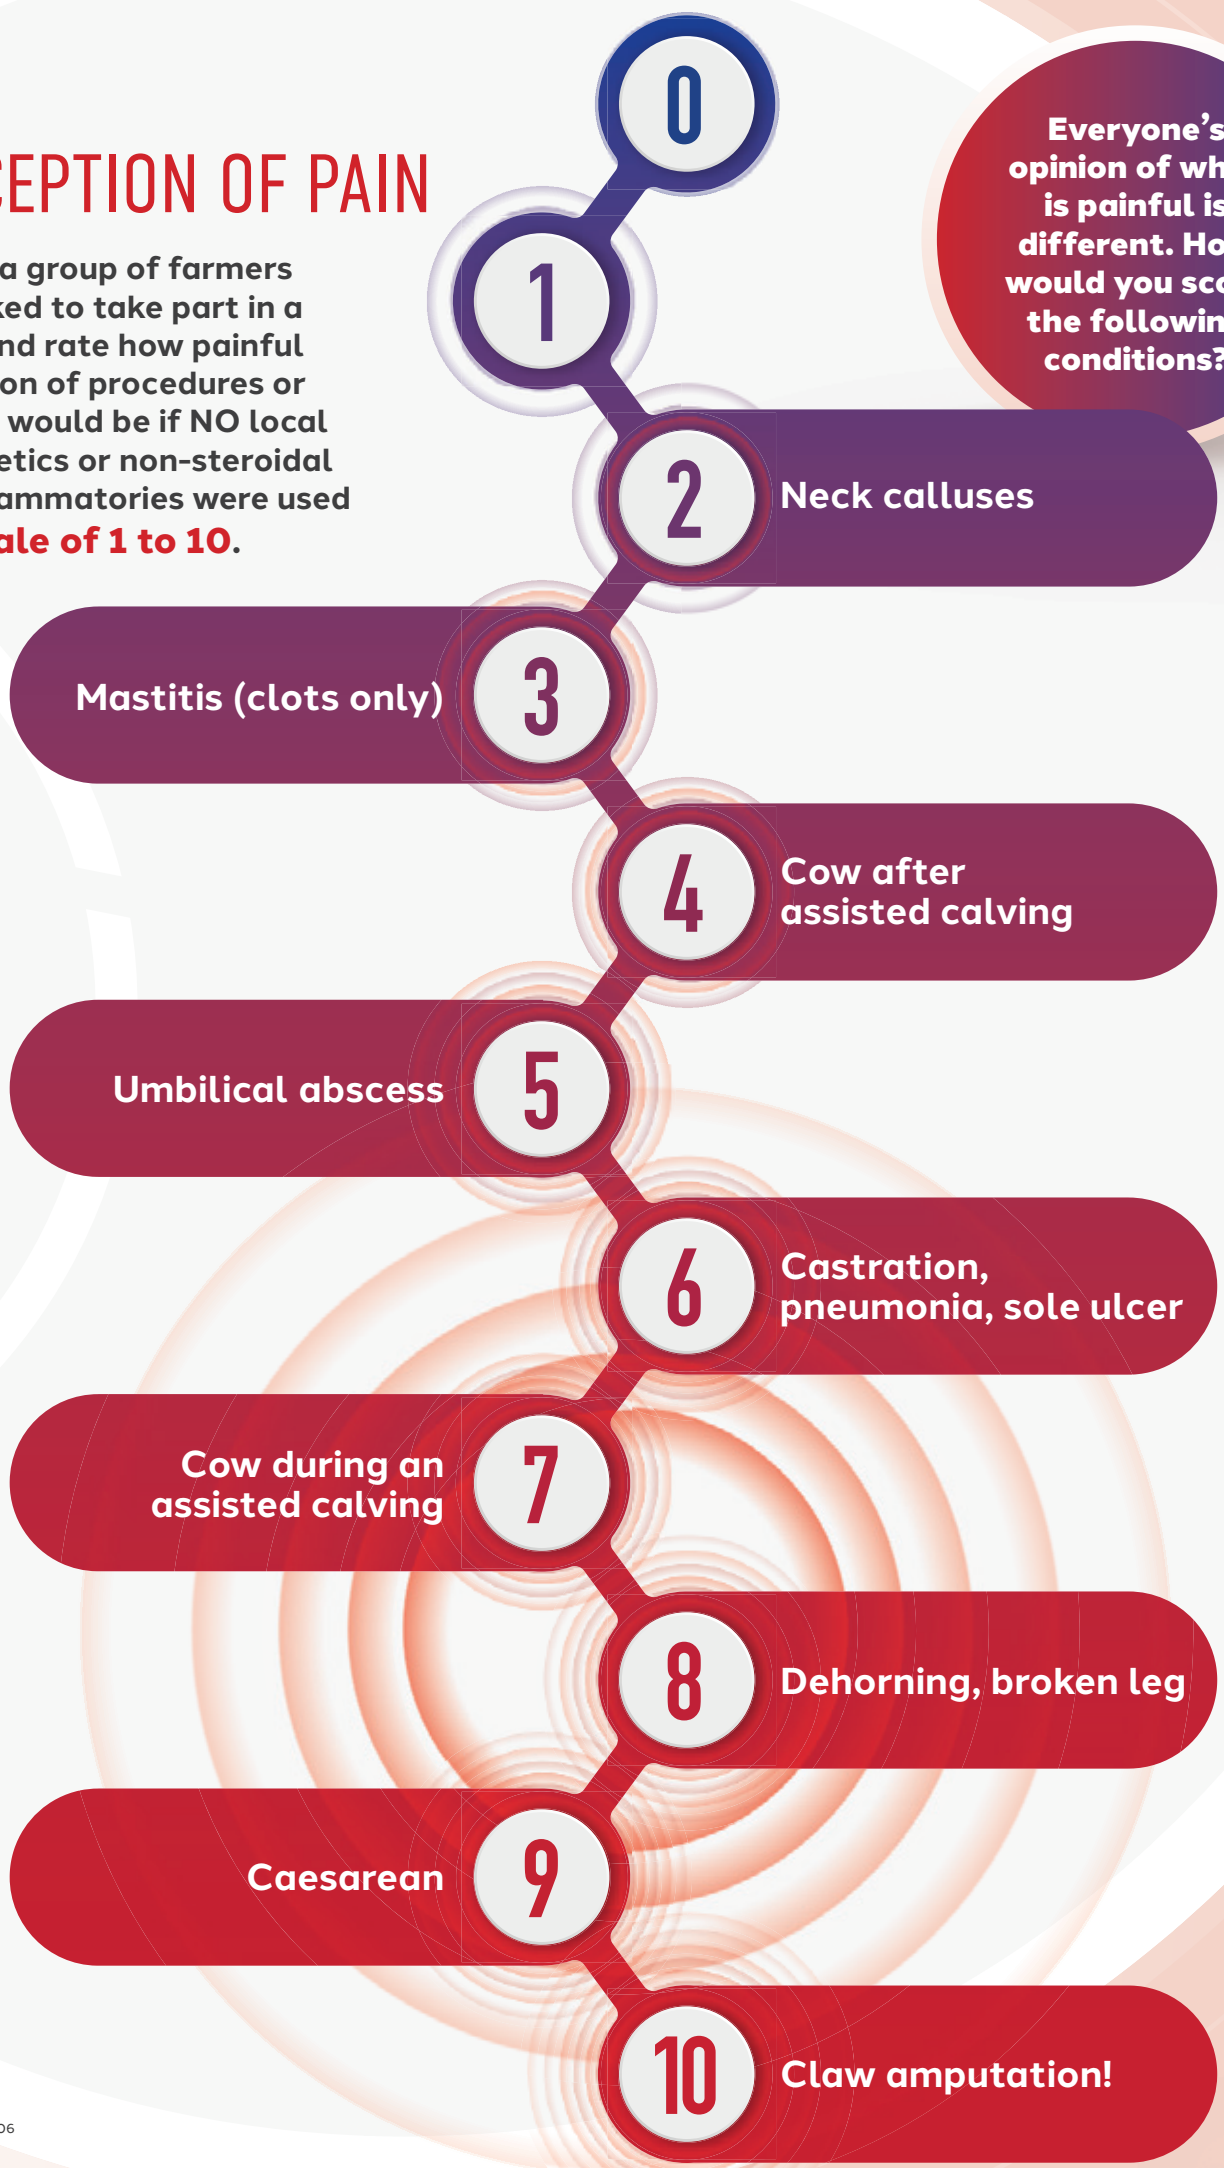 0
CEPTION OF PAIN
a group of farmers
ked to take part in a
nd rate how painful
on of procedures or
would be if NO local
etics or non-steroidal
ammatories were used
ale of 1 to 10.
Everyone's
opinion of wh
is painful is
different. Ho
would you sco
the followin
conditions?
1
2
Neck calluses
Mastitis (clots only)
3
4
Cow after
assisted calving
Umbilical abscess
5
6
Castration,
pneumonia, sole ulcer
Cow during an
assisted calving
7
8
Dehorning, broken leg
Caesarean
9
10
Claw amputation!
06